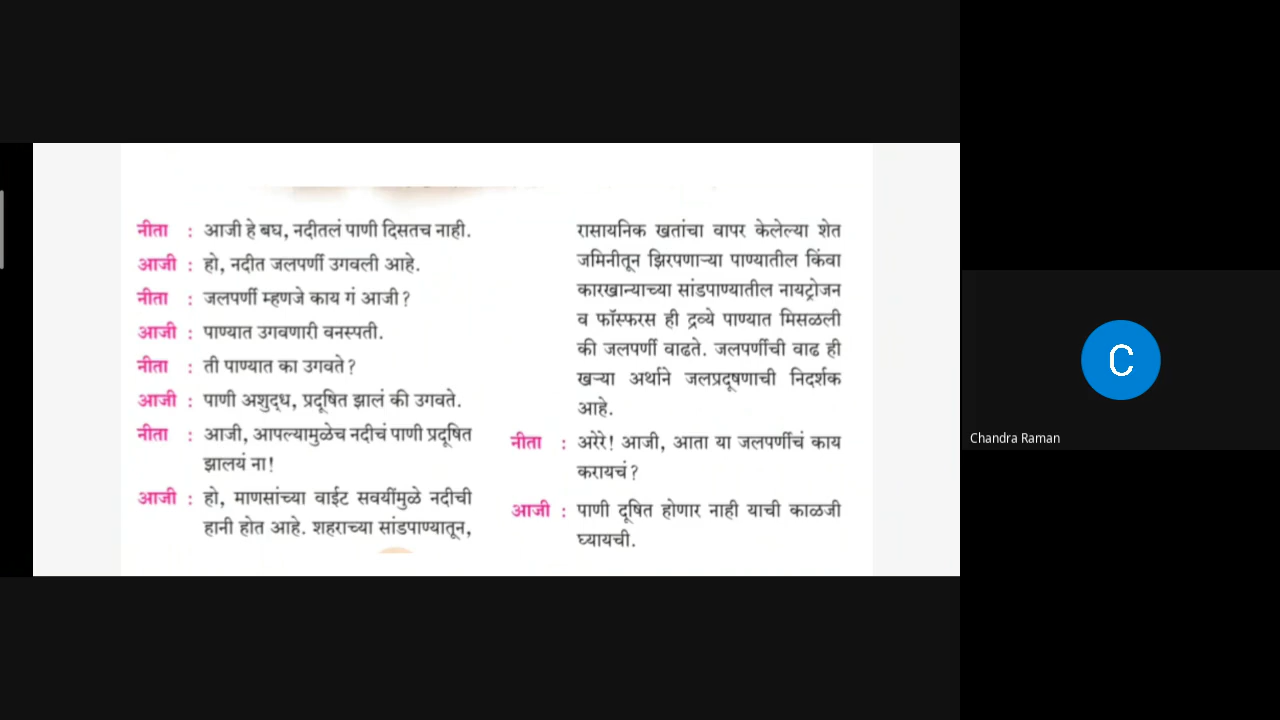 नीता : आजी हे बघ, नदीतलं पाणी दिसतच नाही.
आजी : हो, नदीत जलपर्णी उगवली आहे.
नीता : जलपर्णी म्हणजे काय गं आजी?
आजी : पाण्यात उगवणारी वनस्पती.
नीता : ती पाण्यात का उगवते?
आजी : पाणी अशुद्ध, प्रदूषित झालं की उगवते.
नीता : आजी, आपल्यामुळेच नदीचं पाणी प्रदूषित
झालयं ना!
आजी : हो, माणसांच्या वाईट सवयींमुळे नदीची
हानी होत आहे. शहराच्या सांडपाण्यातून,
रासायनिक खतांचा वापर केलेल्या शेत
जमिनीतून झिरपणाऱ्या पाण्यातील किंवा
कारखान्याच्या सांडपाण्यातील नायट्रोजन
व फॉस्फरस ही द्रव्ये पाण्यात मिसळली
की जलपर्णी वाढते. जलपर्णीची वाढ ही
खऱ्या अर्थाने जलप्रदूषणाची निदर्शक
आहे.
नीता : अरेरे! आजी, आता या जलपर्णीचं काय
करायचं?
आजी : पाणी दूषित होणार नाही याची काळजी
घ्यायची.
C
Chandra Raman